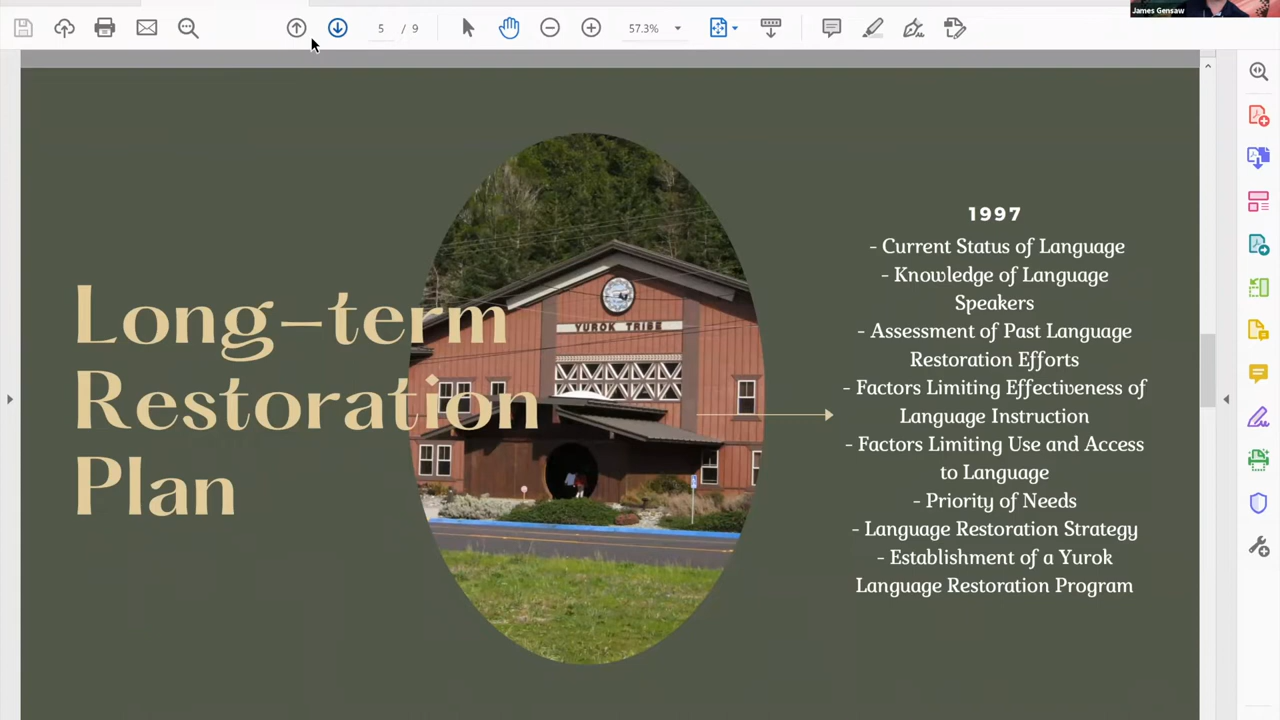 James Gensaw
5 / 9
57.3%
1997
- Current Status of Language
- Knowledge of Language
Speakers
- Assessment of Past Language
Restoration Efforts
- Factors Limiting Effectiveness of
Language Instruction
- Factors Limiting Use and Access
to Language
- Priority of Needs
- Language Restoration Strategy
- Establishment of a Yurok
Language Restoration Program
Long-term
Restoration
Plan
YUROK TRIBE